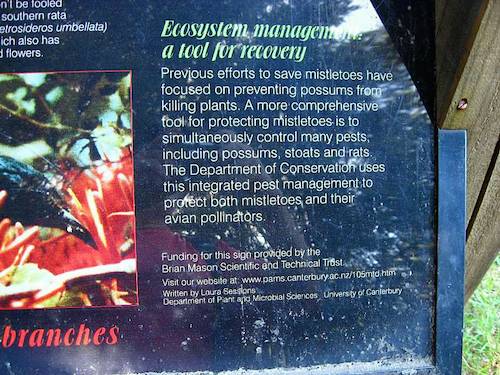 n't be fooled
southern rata
etrosideros umbellata)
ich also has
d flowers.
Ecosystem management:
a tool for recovery
Previous efforts to save mistletoes have
focused on preventing possums from
killing plants. A more comprehensive
tool for protecting mistletoes is to
simultaneously control many pests,
including possums, stoats and rats.
The Department of Conservation uses
this integrated pest management to
protect both mistletoes and their
avian pollinators.
Funding for this sign provided by the
Brian Mason Scientific and Technical Trust.
Visit our website at: www.pams.canterbury.ac.nz/105mtd.htm
Written by Laura Sessions
Department of Plant and Microbial Sciences University of Canterbury
branches